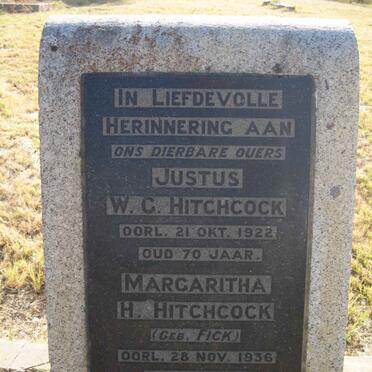 IN LIEFDEVOLLE
HERINNERING AAN
ONS DIERBARE OUERS
JUSTUS
W. G. HITCHCOCK
OORL. 21 OKT. 1922
OUD 70 JAAR.
MARGARITHA
H. HITCHCOCK
(GEB. FICK)
OORL. 28 NOV. 1936